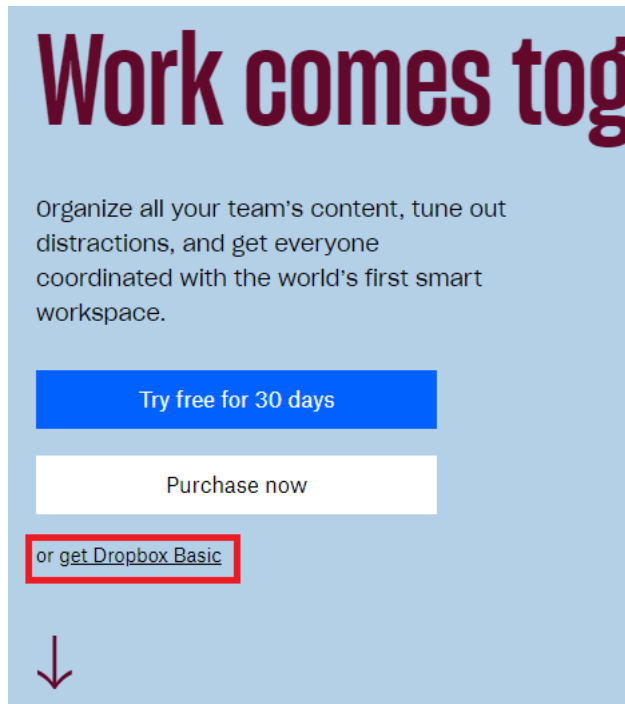 Work comes tog
Organize all your team's content, tune out
distractions, and get everyone
coordinated with the world's first smart
workspace.
Try free for 30 days
Purchase now
or get Dropbox Basic